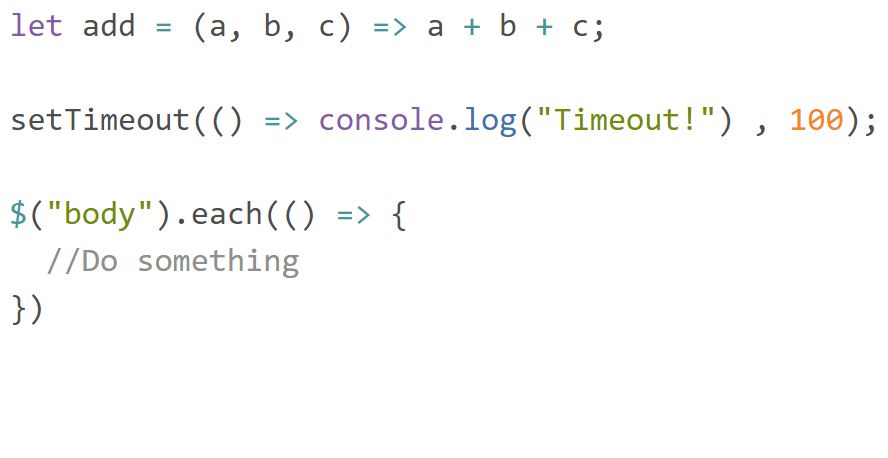 let add = (a, b, c) => a + b + c;
setTimeout(() => console.log("Timeout!") , 100);
$("body").each(() => {
  //Do something
})